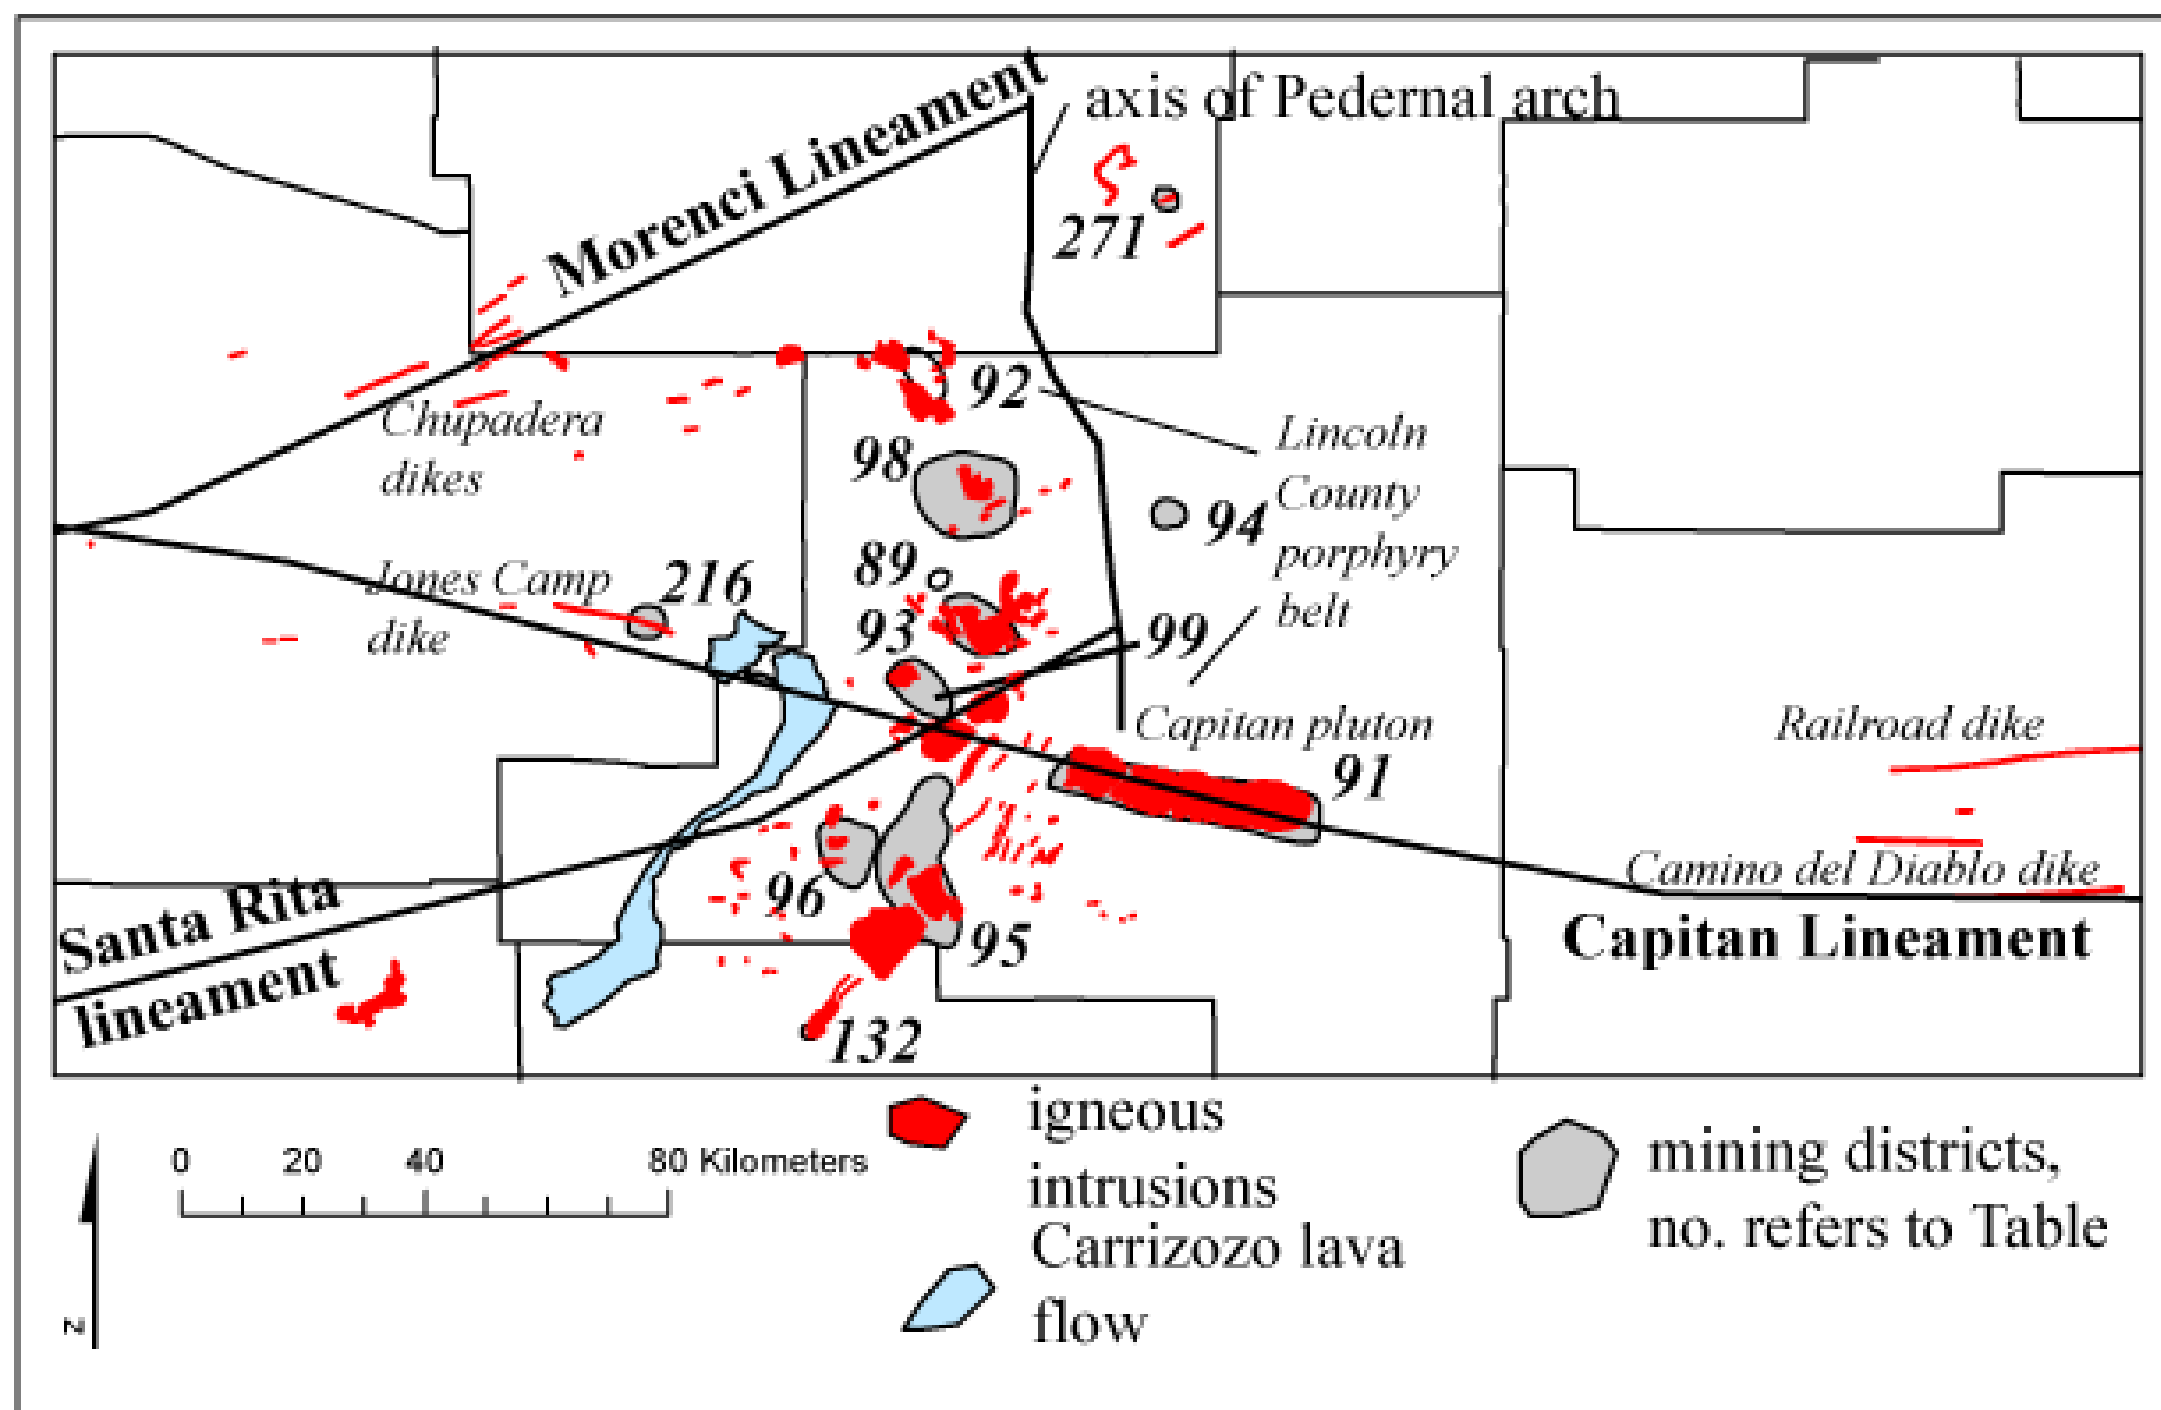 Morenci Lineament
axis of Pedernal arch
271
92
Chupadera
dikes
98
Lincoln
County
porphyry
belt
94
89
Jones Camp
dike
216
93
99
Capitan pluton
91
Railroad dike
Camino del Diablo dike
Capitan Lineament
Santa Rita
lineament
96
95
132
0 20 40 80 Kilometers
N
igneous
intrusions
Carrizozo lava
flow
mining districts,
no. refers to Table